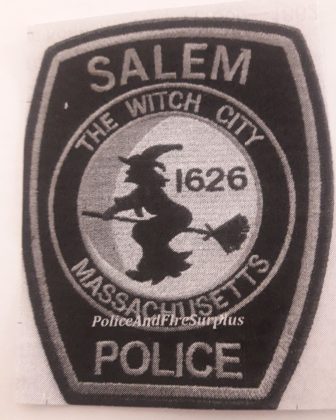 SALEM
THE WITCH CITY
1626
MASSACHUSETTS
PoliceAndFireSurplus
POLICE